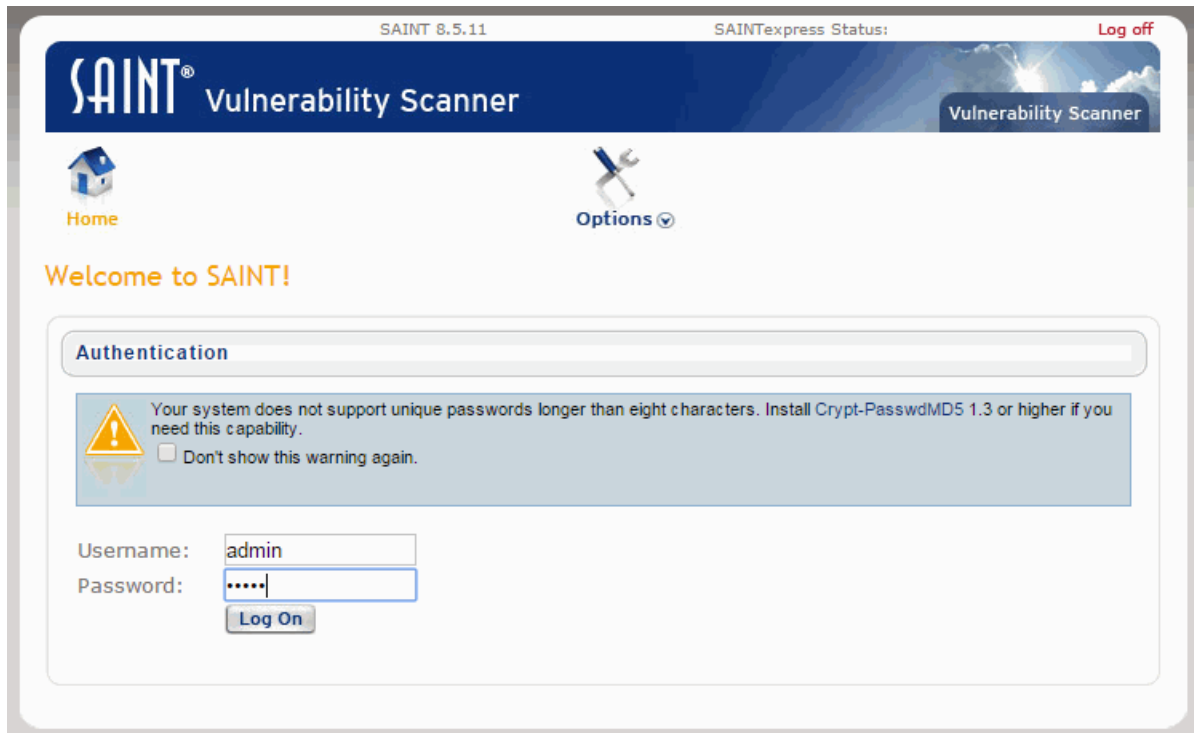 SAINT 8.5.11 SAINTexpress Status: Log off
SAINT® Vulnerability Scanner
Vulnerability Scanner
Home Options
Welcome to SAINT!
Authentication
Your system does not support unique passwords longer than eight characters. Install Crypt-PasswdMD5 1.3 or higher if you
need this capability.
Don't show this warning again.
Username: admin
Password: •••••
Log On